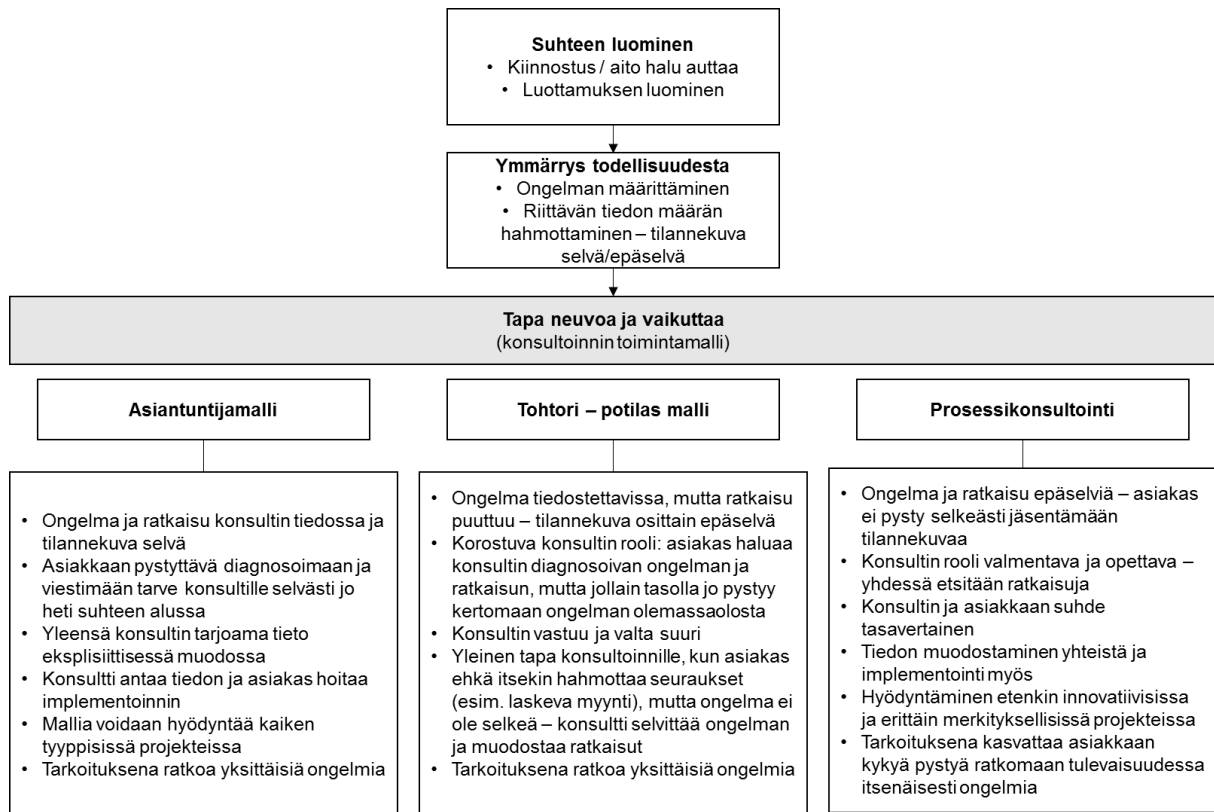 Suhteen luominen
• Kiinnostus / aito halu auttaa
• Luottamuksen luominen
Ymmärrys todellisuudesta
• Ongelman määrittäminen
• Riittävän tiedon määrän
hahmottaminen – tilannekuva
selvä/epäselvä
Tapa neuvoa ja vaikuttaa
(konsultoinnin toimintamalli)
Asiantuntijamalli
• Ongelma ja ratkaisu konsultin tiedossa ja
tilannekuva selvä
• Asiakkaan pystyttävä diagnosoimaan ja
viestimään tarve konsultille selvästi jo
heti suhteen alussa
• Yleensä konsultin tarjoama tieto
eksplisiittisessä muodossa
• Konsultti antaa tiedon ja asiakas hoitaa
implementoinnin
• Mallia voidaan hyödyntää kaiken
tyyppisissä projekteissa
• Tarkoituksena ratkoa yksittäisiä ongelmia
Tohtori – potilas malli
• Ongelma tiedostettavissa, mutta ratkaisu
puuttuu – tilannekuva osittain epäselvä
• Korostuva konsultin rooli: asiakas haluaa
konsultin diagnosoivan ongelman ja
ratkaisun, mutta jollain tasolla jo pystyy
kertomaan ongelman olemassaolosta
• Konsultin vastuu ja valta suuri
• Yleinen tapa konsultoinnille, kun asiakas
ehkä itsekin hahmottaa seuraukset
(esim. laskeva myynti), mutta ongelma ei
ole selkeä – konsultti selvittää ongelman
ja muodostaa ratkaisut
• Tarkoituksena ratkoa yksittäisiä ongelmia
Prosessikonsultointi
• Ongelma ja ratkaisu epäselviä – asiakas
ei pysty selkeästi jäsentämään
tilannekuvaa
• Konsultin rooli valmentava ja opettava –
yhdessä etsitään ratkaisuja
• Konsultin ja asiakkaan suhde
tasavertainen
• Tiedon muodostaminen yhteistä ja
implementointi myös
• Hyödyntäminen etenkin innovatiivisissa
ja erittäin merkityksellisissä projekteissa
• Tarkoituksena kasvattaa asiakkaan
kykyä pystyä ratkomaan tulevaisuudessa
itsenäisesti ongelmia